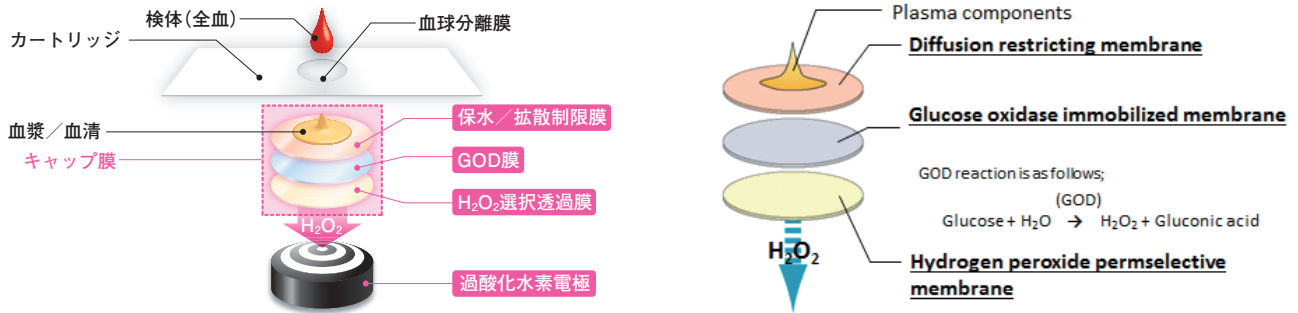 検体(全血)
血球分離膜
カートリッジ
血漿／血清
キャップ膜
保水／拡散制限膜
GOD膜
H₂O₂選択透過膜
H₂O₂
過酸化水素電極
Plasma components
Diffusion restricting membrane
Glucose oxidase immobilized membrane
GOD reaction is as follows;
(GOD)
Glucose + H₂O → H₂O₂ + Gluconic acid
H₂O₂
Hydrogen peroxide permselective
membrane